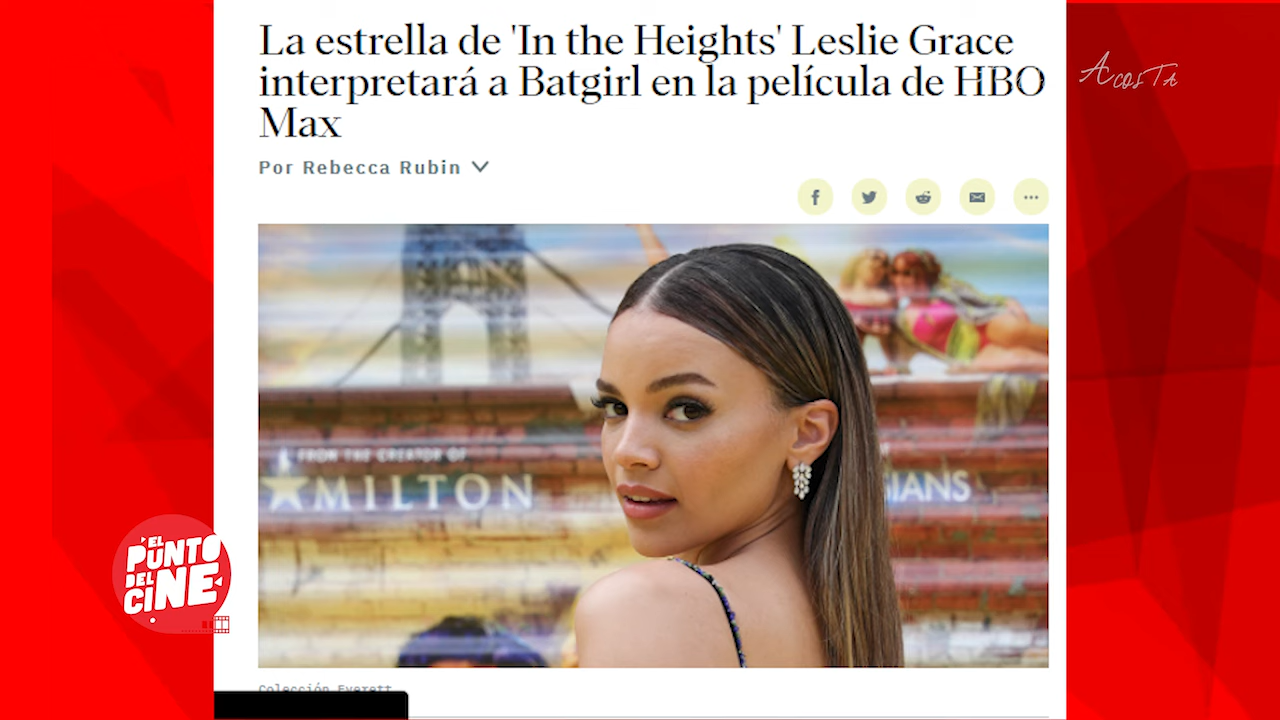 La estrella de 'In the Heights' Leslie Grace
interpretará a Batgirl en la película de HBO
Max
Por Rebecca Rubin
ACOSTA
FROM THE CREATOR OF
MILTON
IANS
EL
PUNTO
DEL
CINE
Colección Everett